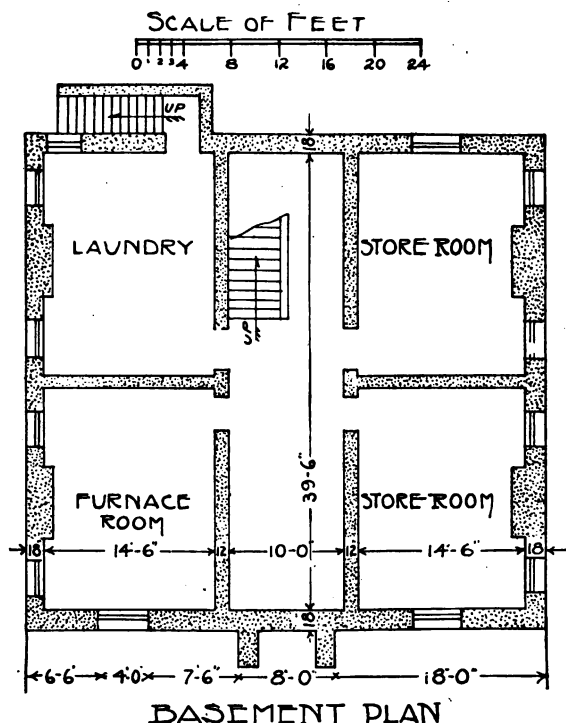 SCALE OF FEET
0 1 2 3 4 8 12 16 20 24
UP
18
LAUNDRY
STORE ROOM
UP
39'-6"
FURNACE
ROOM
STORE ROOM
18 14'-6" 12 10'-0" 12 14'-6" 18
18
6-6" 4'0" 7'-6" 8'-0" 18'-0"
BASEMENT PLAN